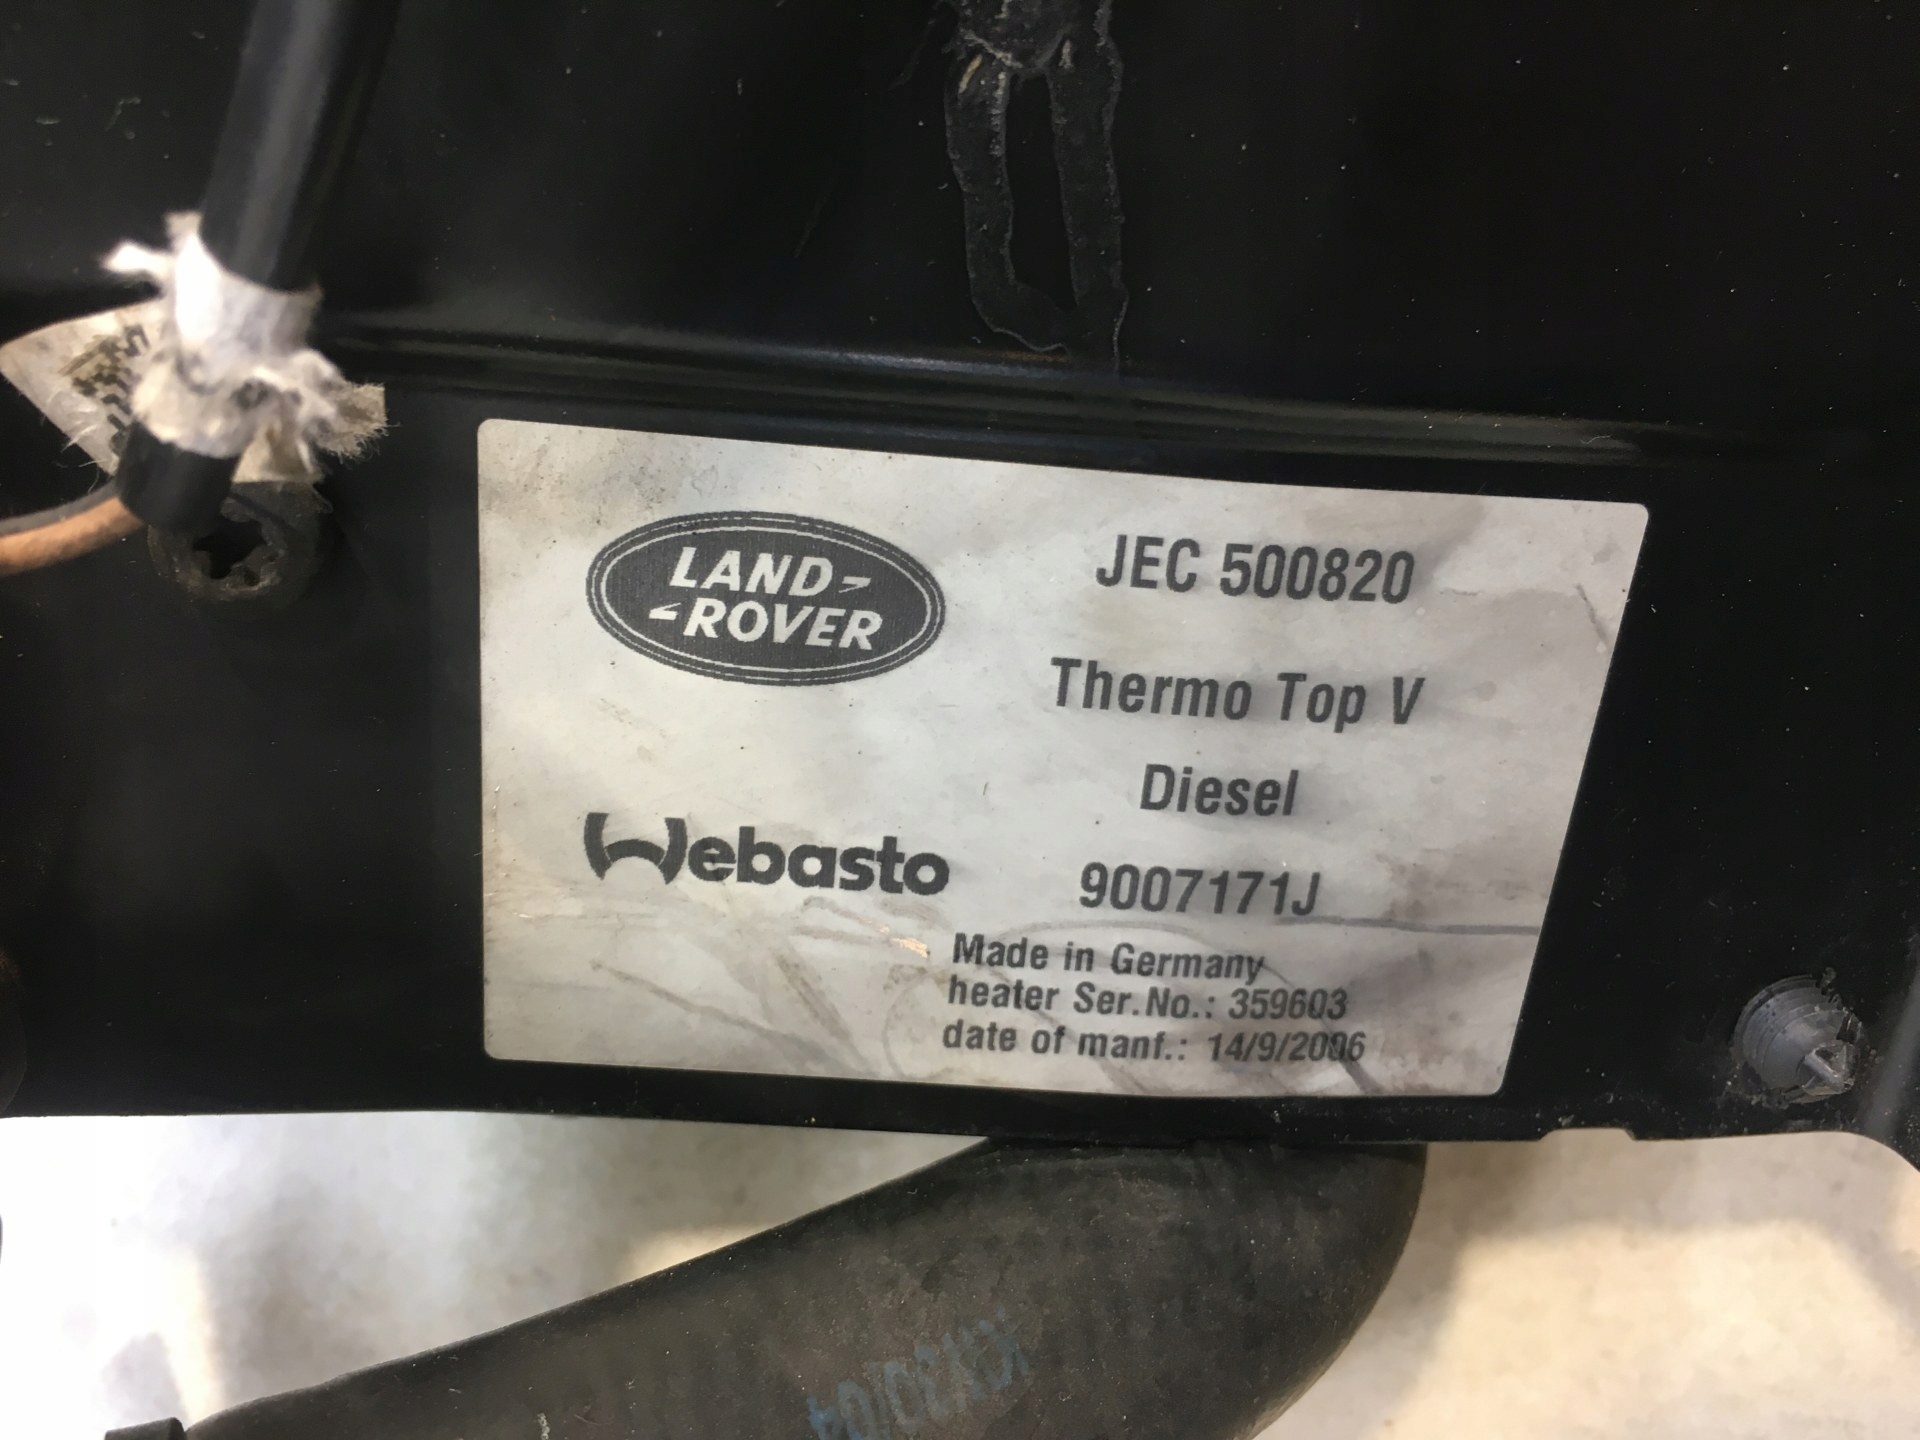 LAND
ROVER
JEC 500820
Thermo Top V
Diesel
Webasto
9007171J
Made in Germany
heater Ser.No.: 359603
date of manf.: 14/9/2006